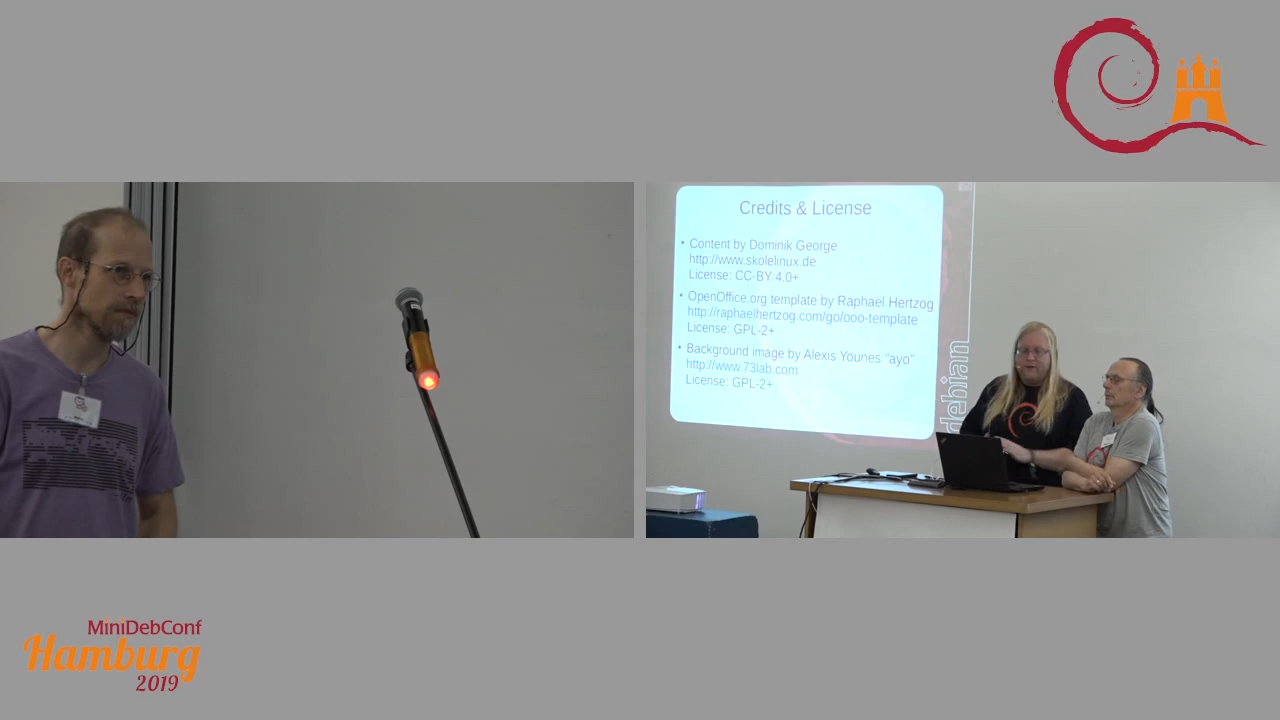 Credits & License
• Content by Dominik George
http://www.skolelinux.de
License: CC-BY 4.0+
• OpenOffice.org template by Raphaël Hertzog
http://raphaelhertzog.com/go/ooo-template
License: GPL-2+
• Background image by Alexis Younes "ayo"
http://www.73lab.com
License: GPL-2+
debian
MiniDebConf
Hamburg
2019